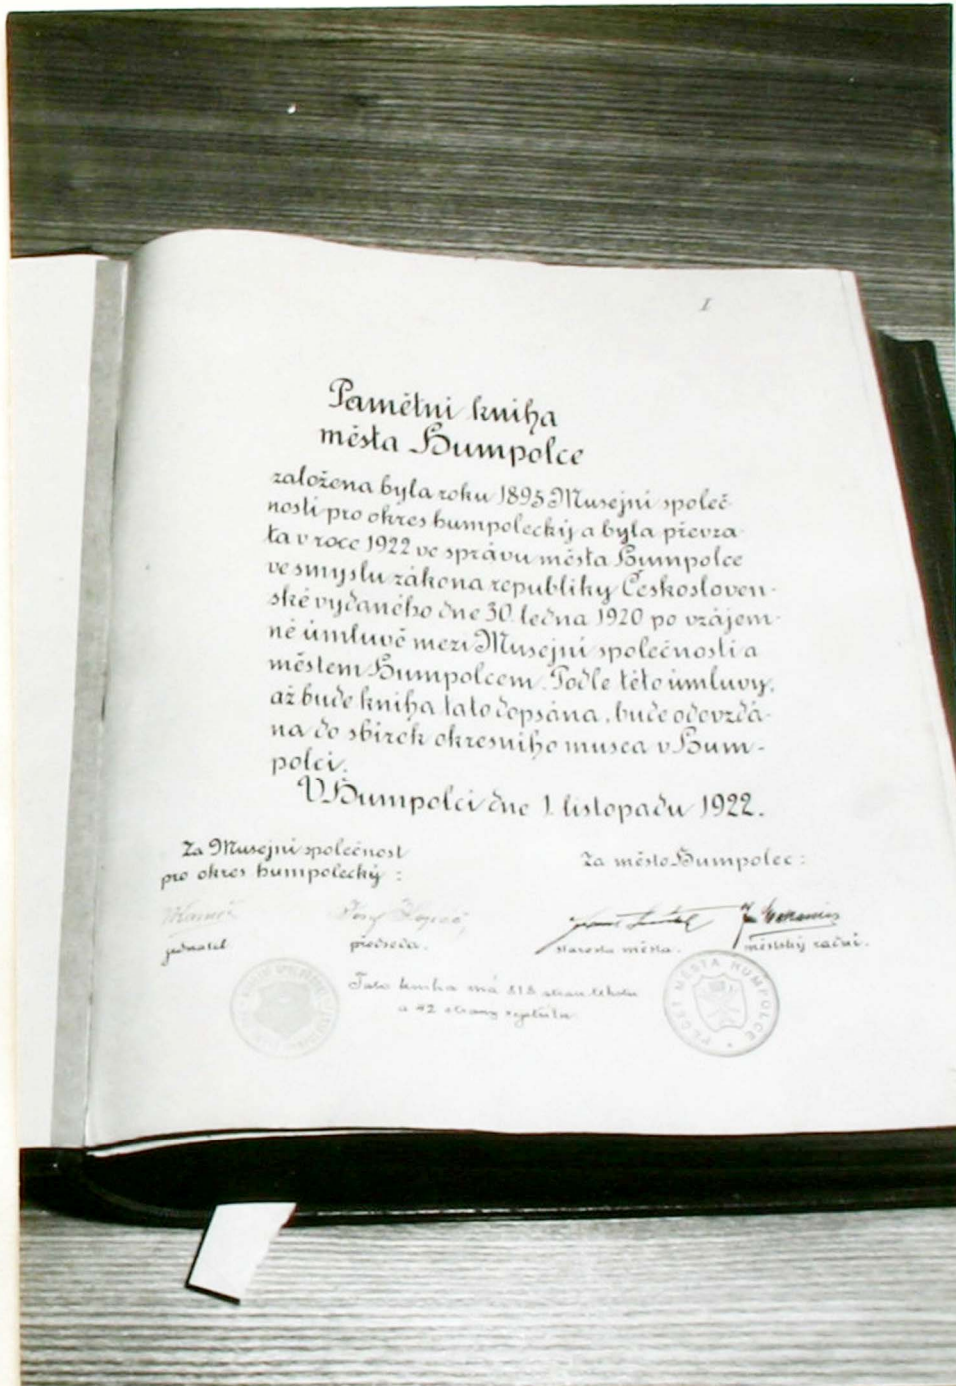 I
Pamětní kniha
města Humpolce
založena byla roku 1895 Musejní společ-
ností pro okres humpolecký a byla převza-
ta v roce 1922 ve správu města Humpolce
ve smyslu zákona republiky Českosloven-
ské vydaného dne 30. ledna 1920 po vzájem-
né úmluvě mezi Musejní společností a
městem Humpolcem. Podle této úmluvy,
až bude kniha tato dopsána, bude odevzdá-
na do sbírek okresního musea v Hum-
polci.
V Humpolci dne 1. listopadu 1922.
Za Musejní společnost
pro okres humpolecký :
Za město Humpolec :
jednatel
předseda.
starosta města.
městský radní.
Tato kniha má 818 stran textu
a 42 strany rejstříku
PEČEŤ MĚSTA HUMPOLCE